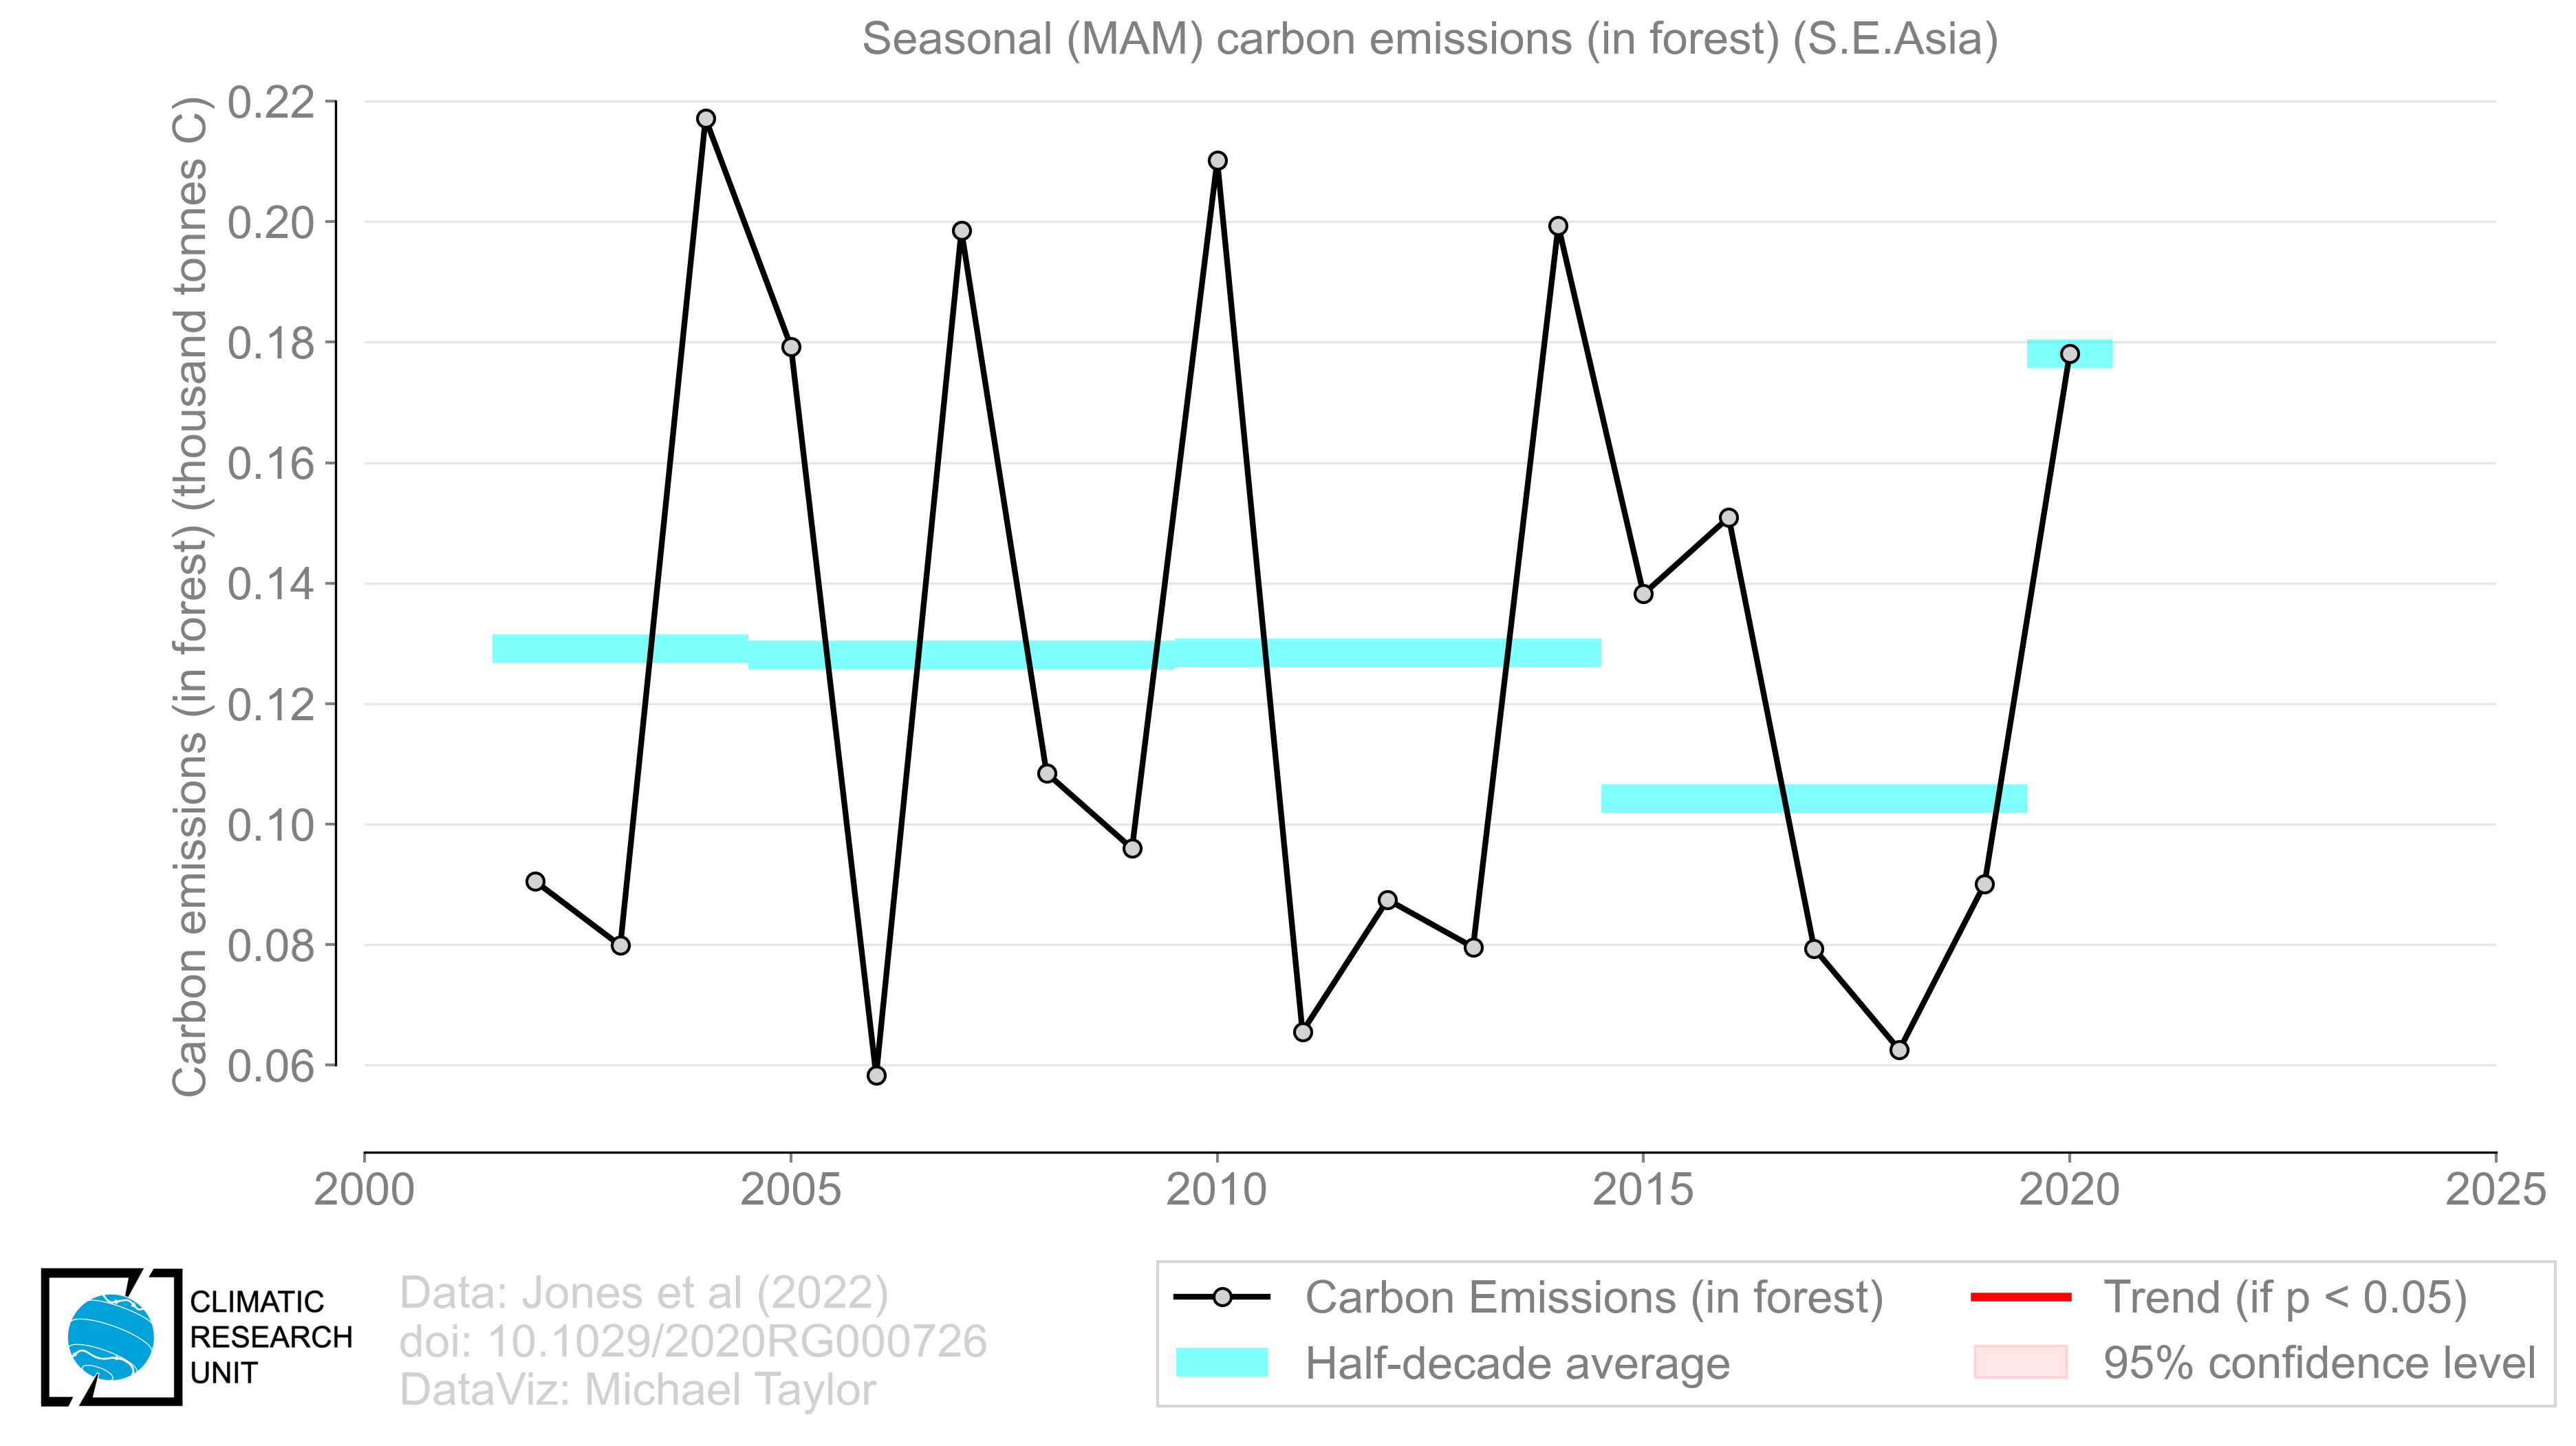 Seasonal (MAM) carbon emissions (in forest) (S.E.Asia)
Carbon emissions (in forest) (thousand tonnes C)
0.22
0.20
0.18
0.16
0.14
0.12
0.10
0.08
0.06
2000 2005 2010 2015 2020 2025
CLIMATIC
RESEARCH
UNIT
Data: Jones et al (2022)
doi: 10.1029/2020RG000726
DataViz: Michael Taylor
Carbon Emissions (in forest)
Half-decade average
Trend (if p < 0.05)
95% confidence level